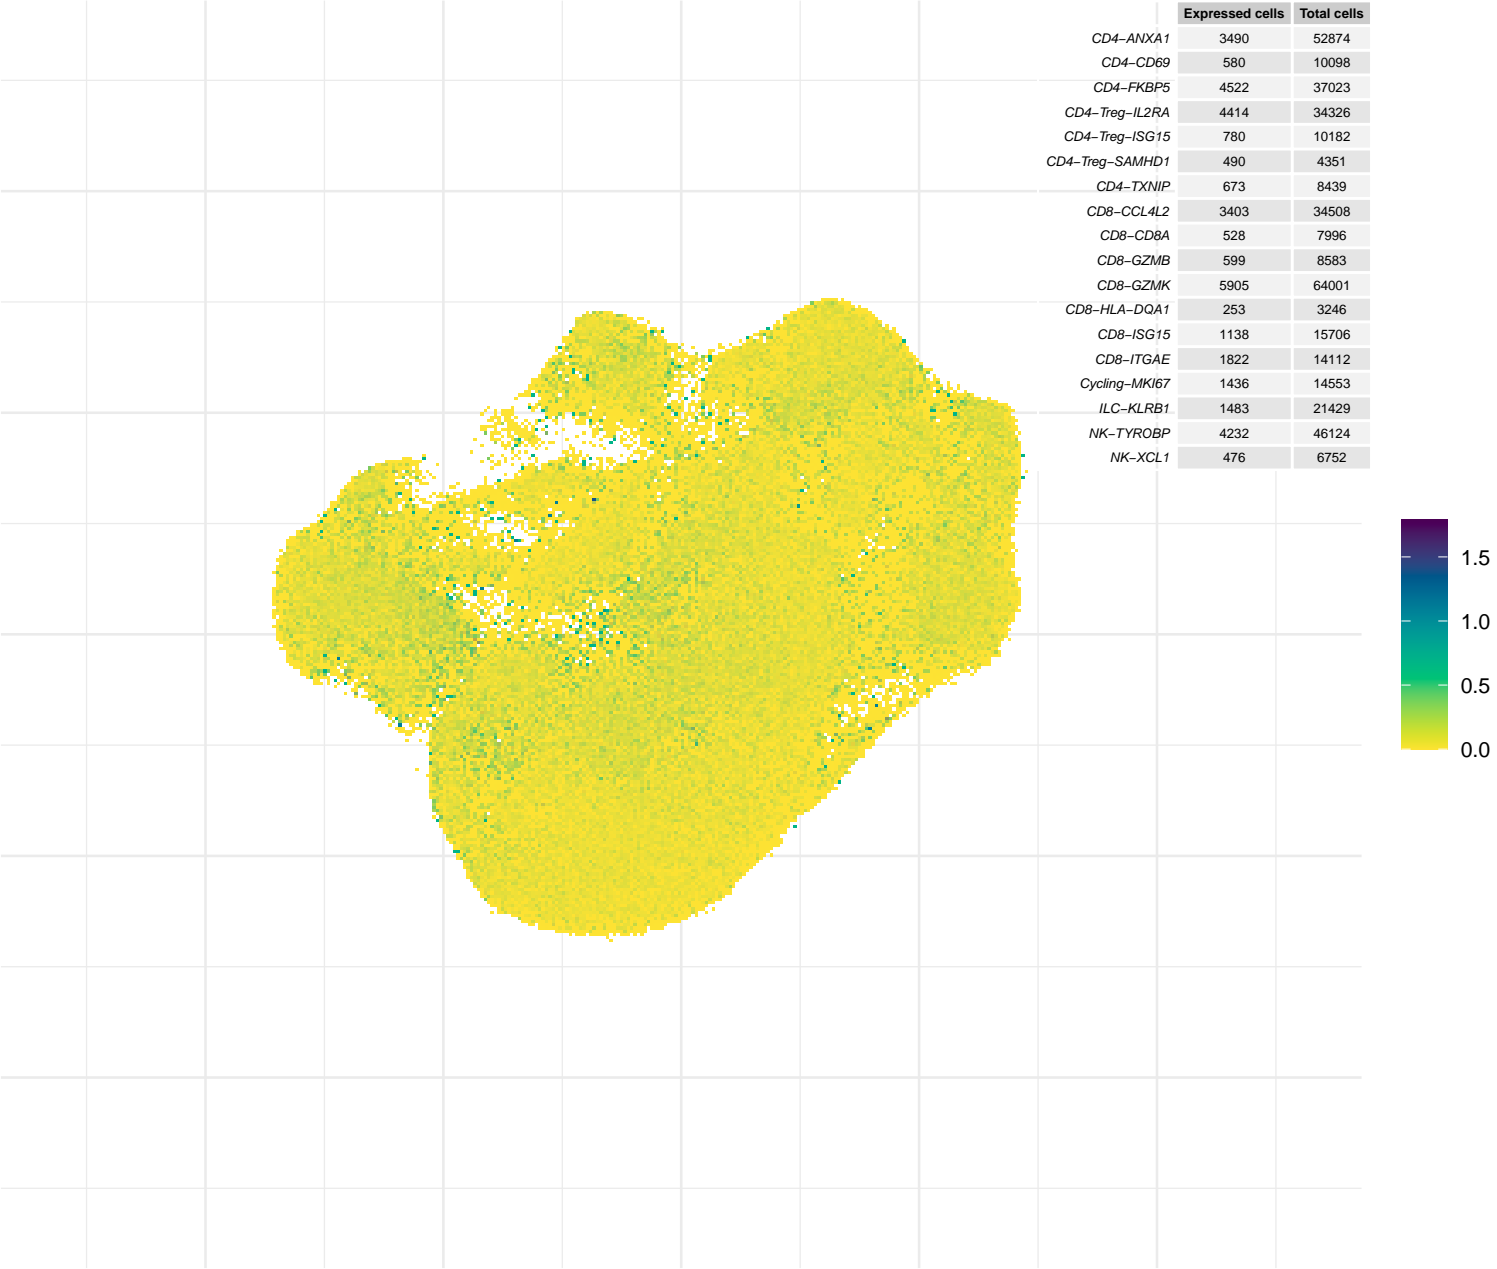 Expressed cells Total cells
CD4−ANXA1 3490 52874
CD4−CD69 580 10098
CD4−FKBP5 4522 37023
CD4−Treg−IL2RA 4414 34326
CD4−Treg−ISG15 780 10182
CD4−Treg−SAMHD1 490 4351
CD4−TXNIP 673 8439
CD8−CCL4L2 3403 34508
CD8−CD8A 528 7996
CD8−GZMB 599 8583
CD8−GZMK 5905 64001
CD8−HLA−DQA1 253 3246
CD8−ISG15 1138 15706
CD8−ITGAE 1822 14112
Cycling−MKI67 1436 14553
ILC−KLRB1 1483 21429
NK−TYROBP 4232 46124
NK−XCL1 476 6752
1.5
1.0
0.5
0.0